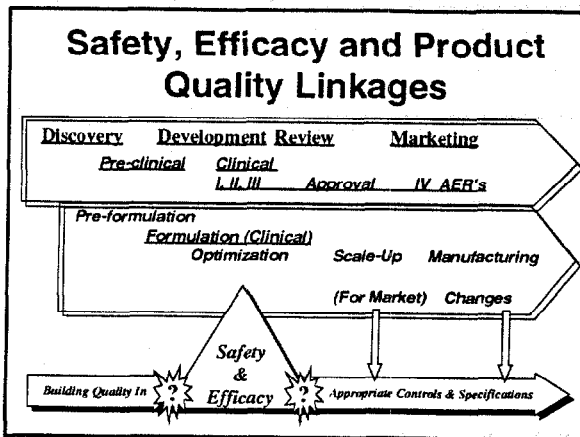 Safety, Efficacy and Product
Quality Linkages
Discovery Development Review Marketing
Pre-clinical Clinical
I, II, III Approval IV AER's
Pre-formulation
Formulation (Clinical)
Optimization Scale-Up Manufacturing
(For Market) Changes
Safety
&
Efficacy
Building Quality In ? ? Appropriate Controls & Specifications